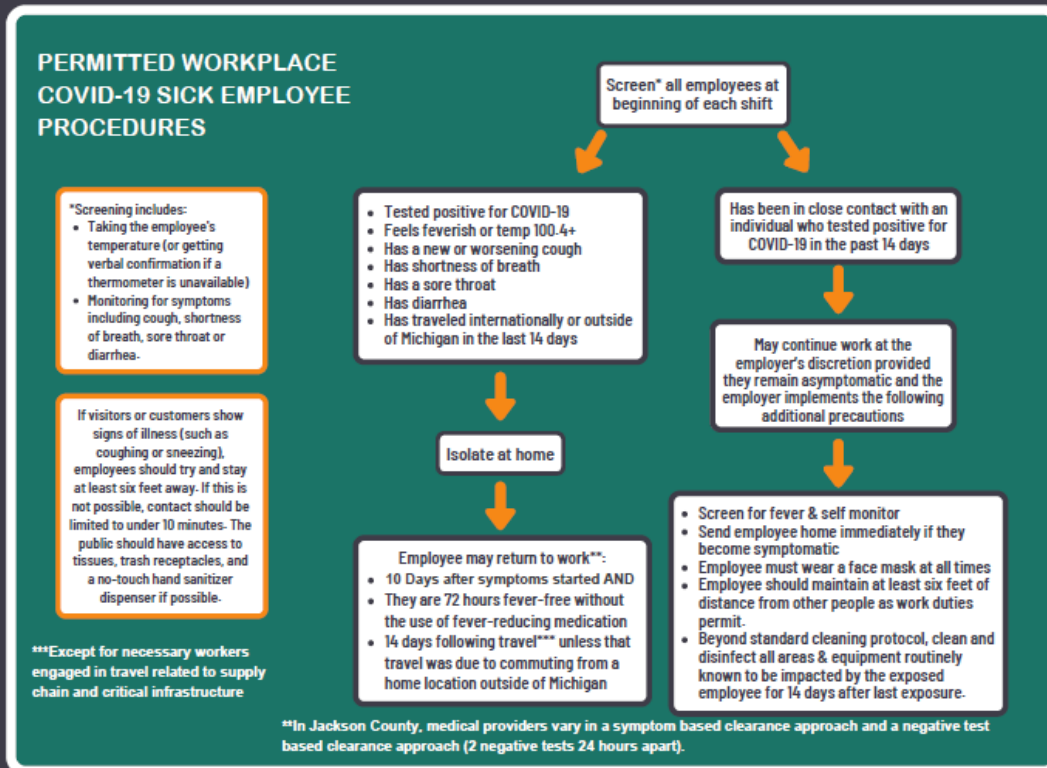 PERMITTED WORKPLACE
COVID-19 SICK EMPLOYEE
PROCEDURES
Screen* all employees at
beginning of each shift
*Screening includes:
• Taking the employee's
temperature (or getting
verbal confirmation if a
thermometer is unavailable)
• Monitoring for symptoms
including cough, shortness
of breath, sore throat or
diarrhea.
If visitors or customers show
signs of illness (such as
coughing or sneezing),
employees should try and stay
at least six feet away. If this is
not possible, contact should be
limited to under 10 minutes. The
public should have access to
tissues, trash receptacles, and
a no-touch hand sanitizer
dispenser if possible.
***Except for necessary workers
engaged in travel related to supply
chain and critical infrastructure
• Tested positive for COVID-19
• Feels feverish or temp 100.4+
• Has a new or worsening cough
• Has shortness of breath
• Has a sore throat
• Has diarrhea
• Has traveled internationally or outside
of Michigan in the last 14 days
Isolate at home
Employee may return to work**:
• 10 Days after symptoms started AND
• They are 72 hours fever-free without
the use of fever-reducing medication
• 14 days following travel*** unless that
travel was due to commuting from a
home location outside of Michigan
Has been in close contact with an
individual who tested positive for
COVID-19 in the past 14 days
May continue work at the
employer's discretion provided
they remain asymptomatic and the
employer implements the following
additional precautions
• Screen for fever & self monitor
• Send employee home immediately if they
become symptomatic
• Employee must wear a face mask at all times
• Employee should maintain at least six feet of
distance from other people as work duties
permit.
• Beyond standard cleaning protocol, clean and
disinfect all areas & equipment routinely
known to be impacted by the exposed
employee for 14 days after last exposure.
**In Jackson County, medical providers vary in a symptom based clearance approach and a negative test
based clearance approach (2 negative tests 24 hours apart).